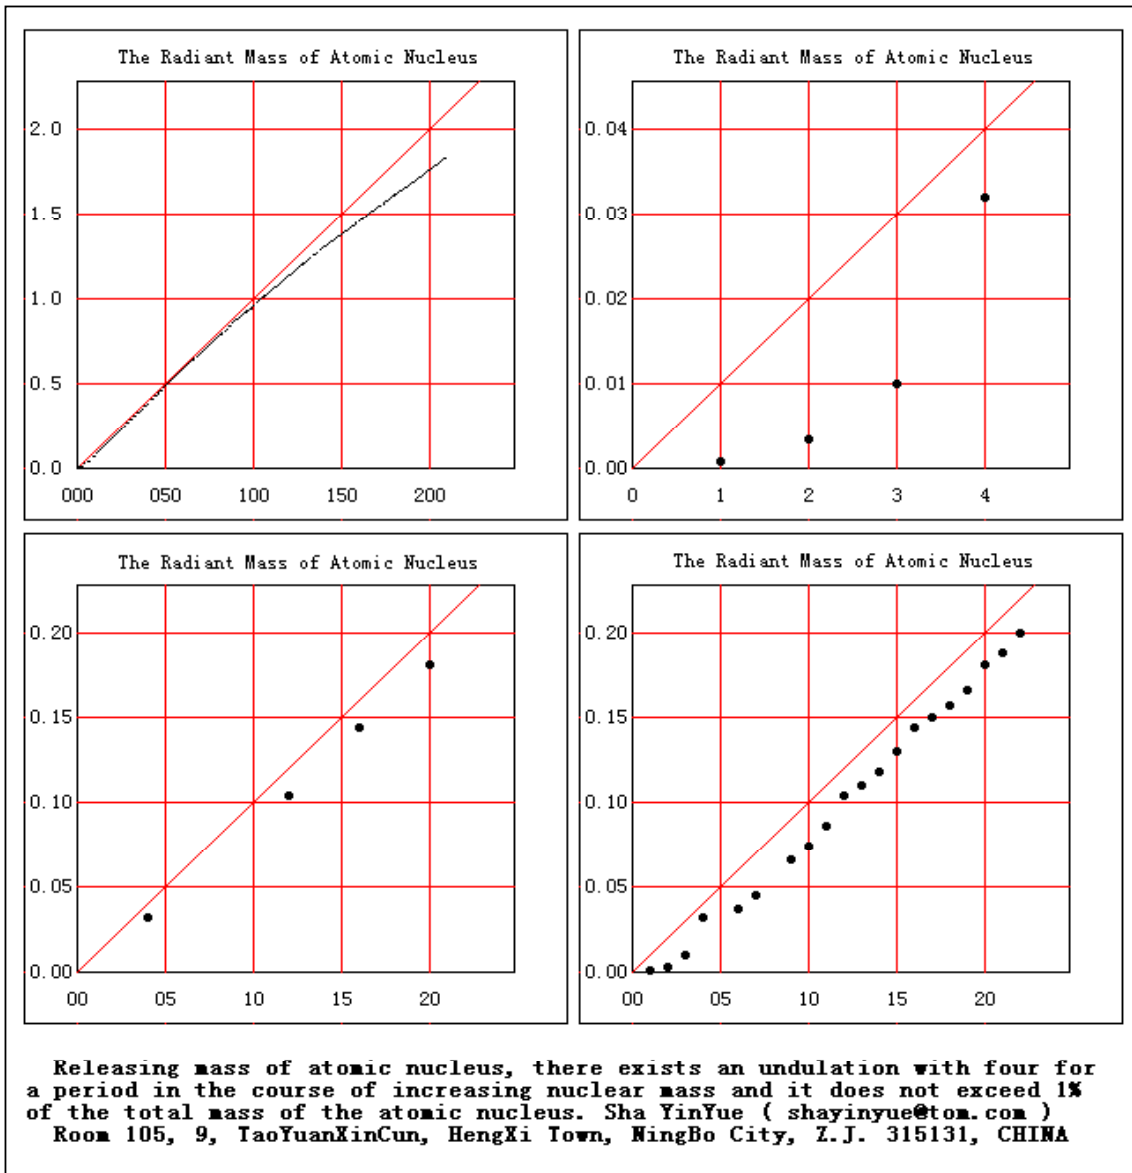 The Radiant Mass of Atomic Nucleus
2.0
1.5
1.0
0.5
0.0
000 050 100 150 200
The Radiant Mass of Atomic Nucleus
0.04
0.03
0.02
0.01
0.00
0 1 2 3 4
The Radiant Mass of Atomic Nucleus
0.20
0.15
0.10
0.05
0.00
00 05 10 15 20
The Radiant Mass of Atomic Nucleus
0.20
0.15
0.10
0.05
0.00
00 05 10 15 20
Releasing mass of atomic nucleus, there exists an undulation with four for
a period in the course of increasing nuclear mass and it does not exceed 1%
of the total mass of the atomic nucleus. Sha YinYue ( shayinyue@tom.com )
Room 105, 9, TaoYuanXinCun, HengXi Town, NingBo City, Z.J. 315131, CHINA